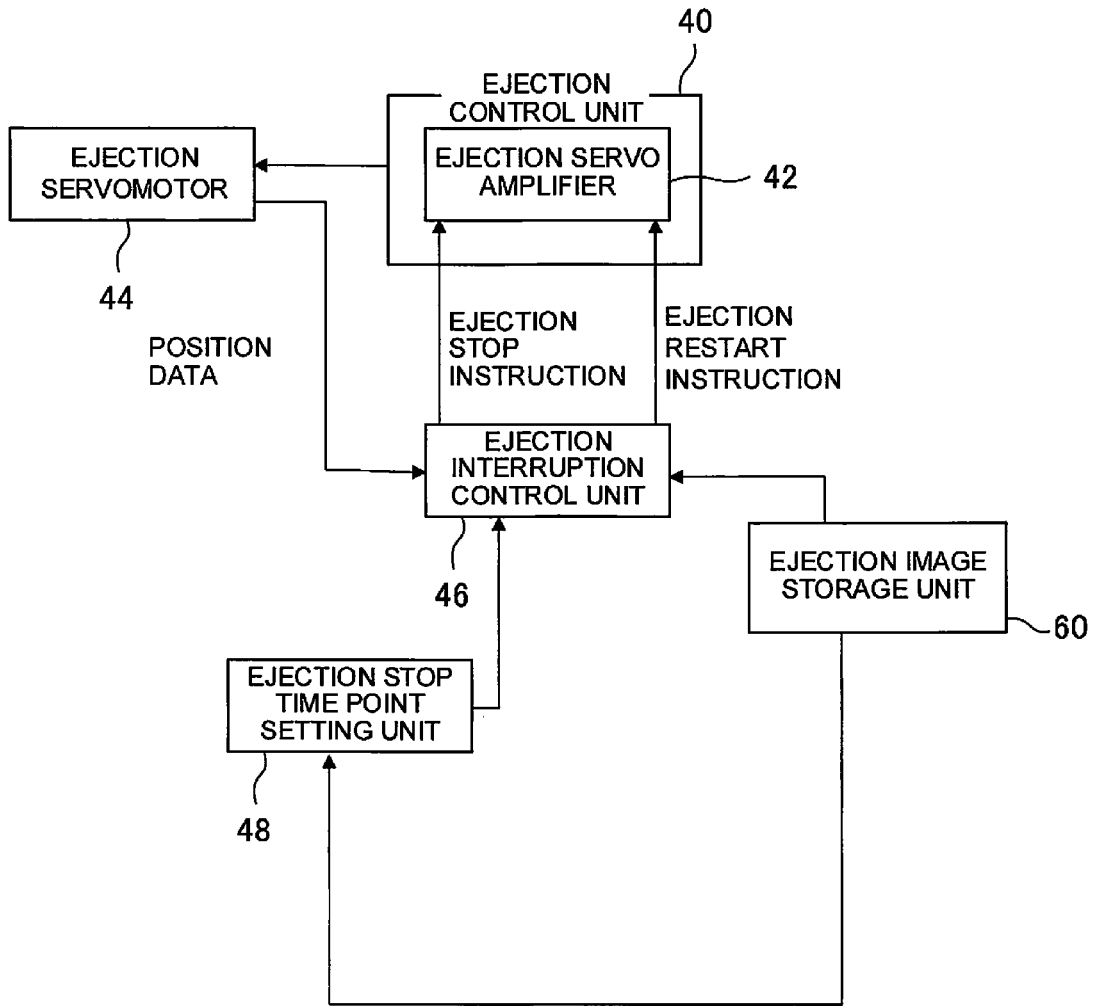 40
EJECTION
CONTROL UNIT
EJECTION
SERVOMOTOR
EJECTION SERVO
AMPLIFIER
42
44
POSITION
DATA
EJECTION
STOP
INSTRUCTION
EJECTION
RESTART
INSTRUCTION
EJECTION
INTERRUPTION
CONTROL UNIT
46
EJECTION IMAGE
STORAGE UNIT
60
EJECTION STOP
TIME POINT
SETTING UNIT
48